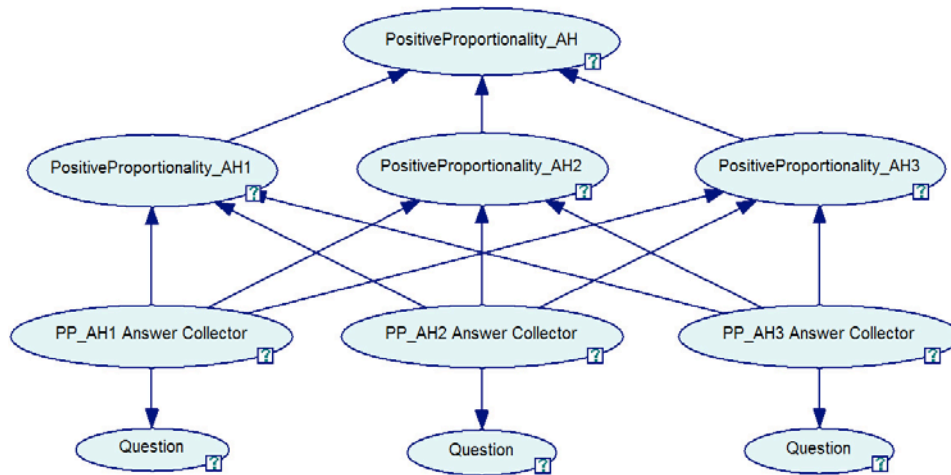 PositiveProportionality_AH
?
PositiveProportionality_AH1
?
PositiveProportionality_AH2
?
PositiveProportionality_AH3
?
PP_AH1 Answer Collector
?
PP_AH2 Answer Collector
?
PP_AH3 Answer Collector
?
Question
?
Question
?
Question
?